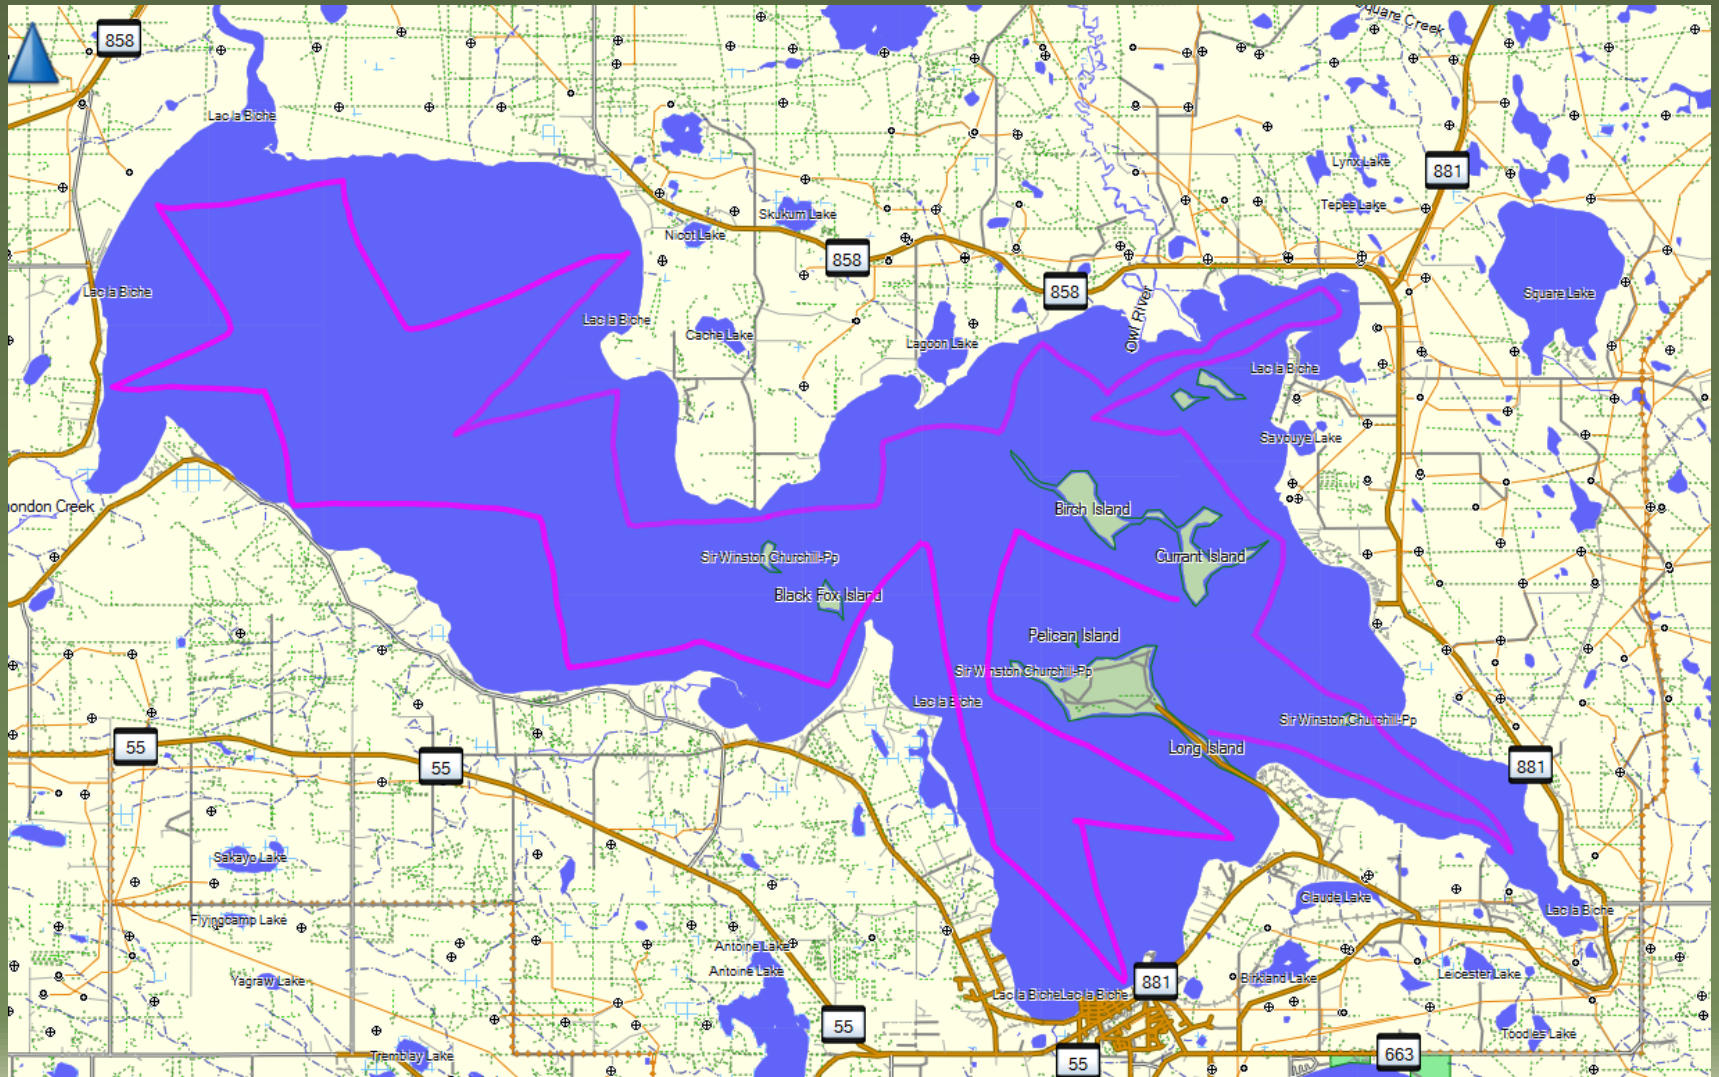 Square Creek
858
Lac la Biche
Lynx Lake
881
Tepee Lake
Skukum Lake
Nicot Lake
858
858
Lac la Biche
Square Lake
Owl River
Lac la Biche
Cache Lake
Lagoon Lake
Lac la Biche
Savouye Lake
Birch Island
ondon Creek
Sir Winston Churchill-Pp
Currant Island
Black Fox Island
Pelican Island
Sir Winston Churchill-Pp
Lac la Biche
Sir Winston Churchill-Pp
55
Long Island
55
881
Sakayo Lake
Claude Lake
Flyingcamp Lake
Lac la Biche
Antoine Lake
Antoine Lake
Yagraw Lake
881
Birkland Lake
Leicester Lake
Lac la Biche
Lac la Biche
55
Toodles Lake
Tremblay Lake
55
663